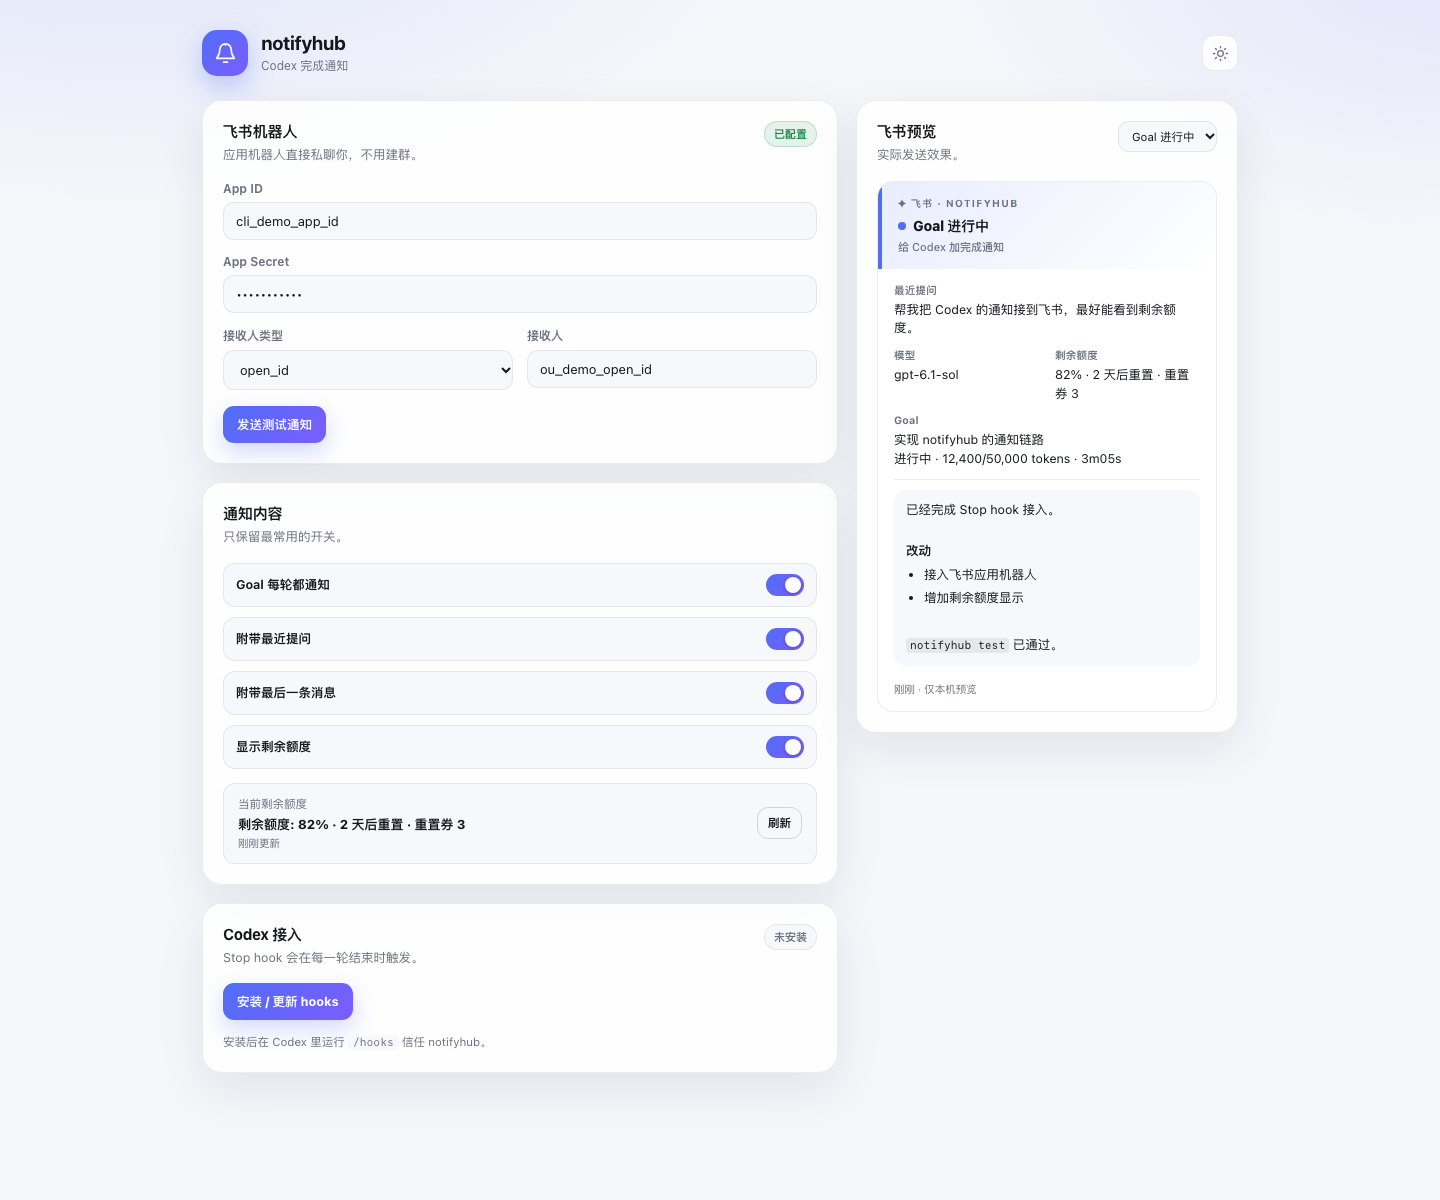 notifyhub
Codex 完成通知
飞书机器人
已配置
应用机器人直接私聊你，不用建群。
App ID
cli_demo_app_id
App Secret
•••••••••••
接收人类型
接收人
open_id
ou_demo_open_id
发送测试通知
通知内容
只保留最常用的开关。
Goal 每轮都通知
附带最近提问
附带最后一条消息
显示剩余额度
当前剩余额度
剩余额度: 82% · 2 天后重置 · 重置券 3
刚刚更新
刷新
Codex 接入
未安装
Stop hook 会在每一轮结束时触发。
安装 / 更新 hooks
安装后在 Codex 里运行 /hooks 信任 notifyhub。
飞书预览
Goal 进行中
实际发送效果。
✦ 飞书 · NOTIFYHUB
Goal 进行中
给 Codex 加完成通知
最近提问
帮我把 Codex 的通知接到飞书，最好能看到剩余额
度。
模型
剩余额度
gpt-6.1-sol
82% · 2 天后重置 · 重置
券 3
Goal
实现 notifyhub 的通知链路
进行中 · 12,400/50,000 tokens · 3m05s
已经完成 Stop hook 接入。
改动
• 接入飞书应用机器人
• 增加剩余额度显示
notifyhub test 已通过。
刚刚 · 仅本机预览